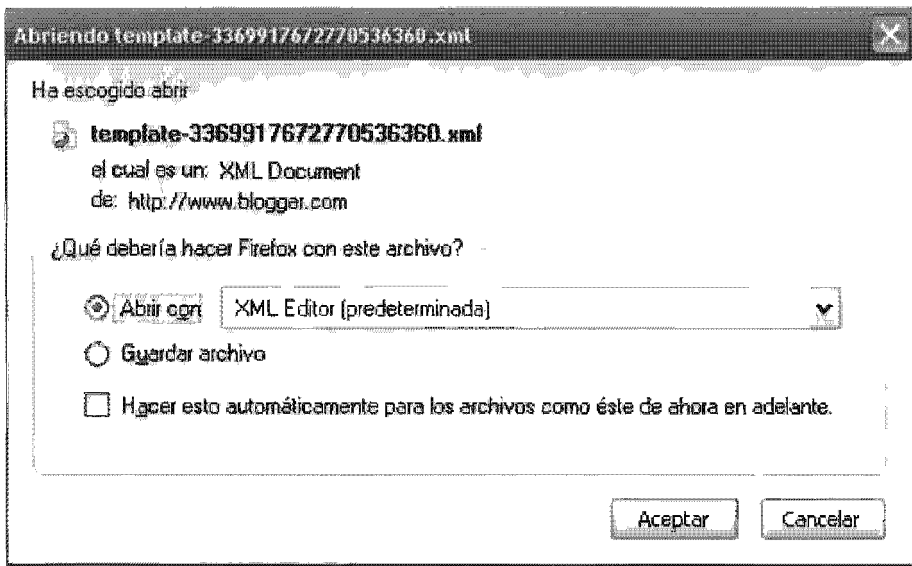 Abriendo template-3369917672770536360.xml
Ha escogido abrir
template-3369917672770536360.xml
el cual es un: XML Document
de: http://www.blogger.com
¿Qué debería hacer Firefox con este archivo?
Abrir con XML Editor (predeterminada)
Guardar archivo
Hacer esto automáticamente para los archivos como éste de ahora en adelante.
Aceptar Cancelar